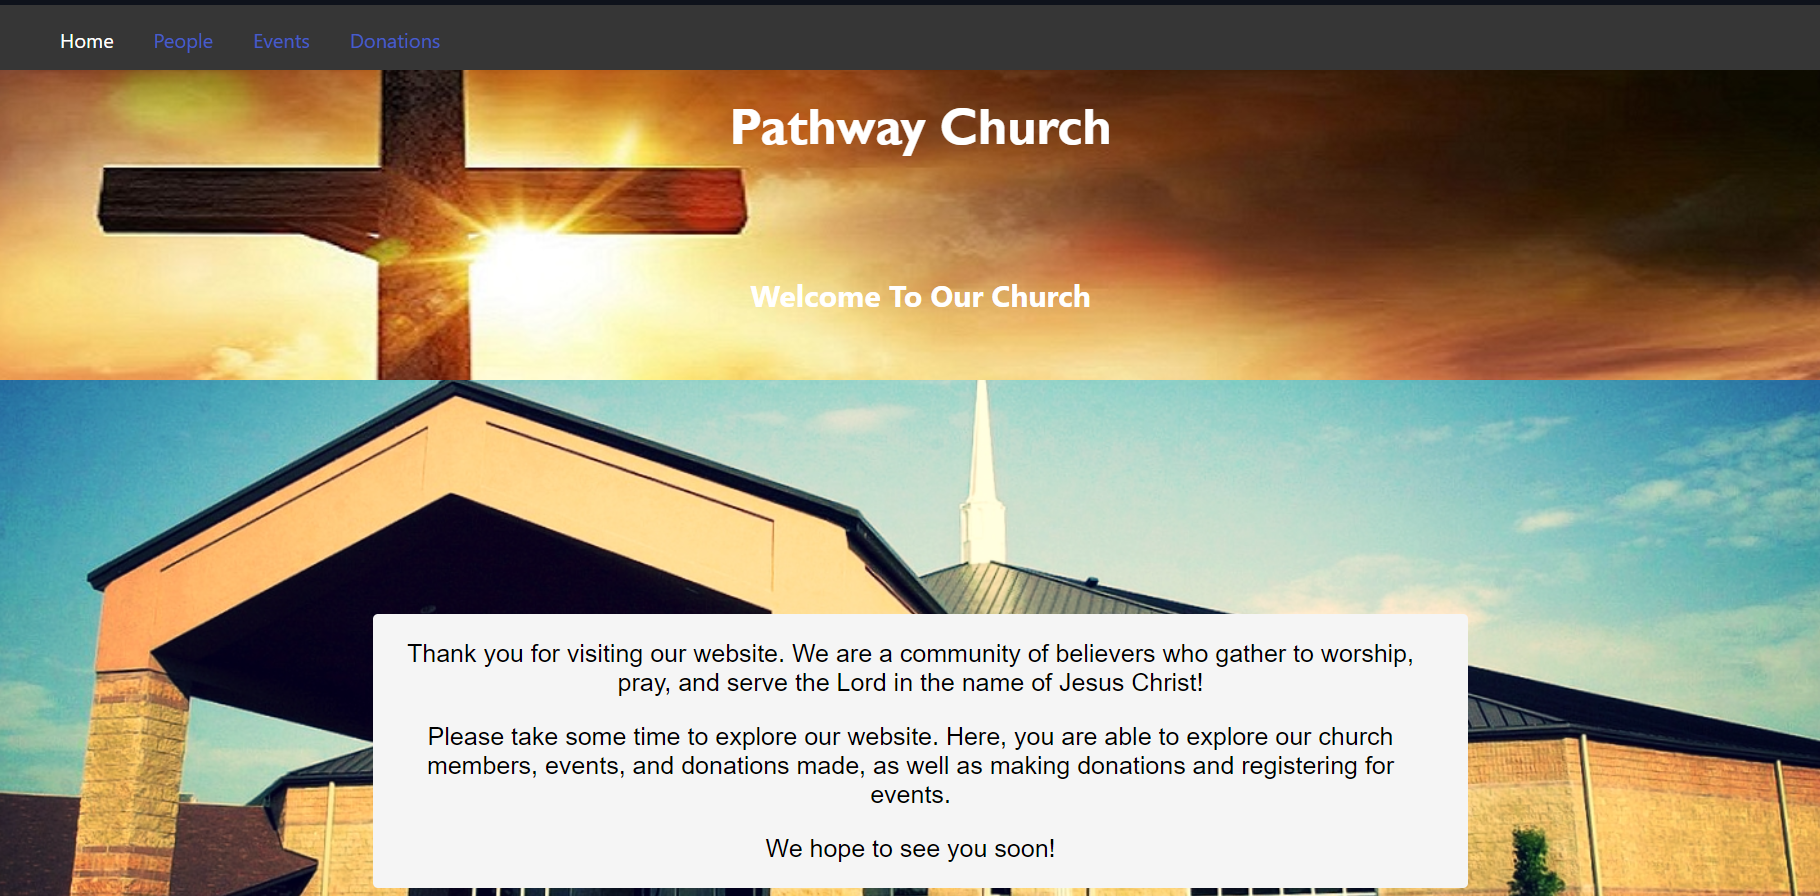 Home People Events Donations
Pathway Church
Welcome To Our Church
Thank you for visiting our website. We are a community of believers who gather to worship,
pray, and serve the Lord in the name of Jesus Christ!
Please take some time to explore our website. Here, you are able to explore our church
members, events, and donations made, as well as making donations and registering for
events.
We hope to see you soon!